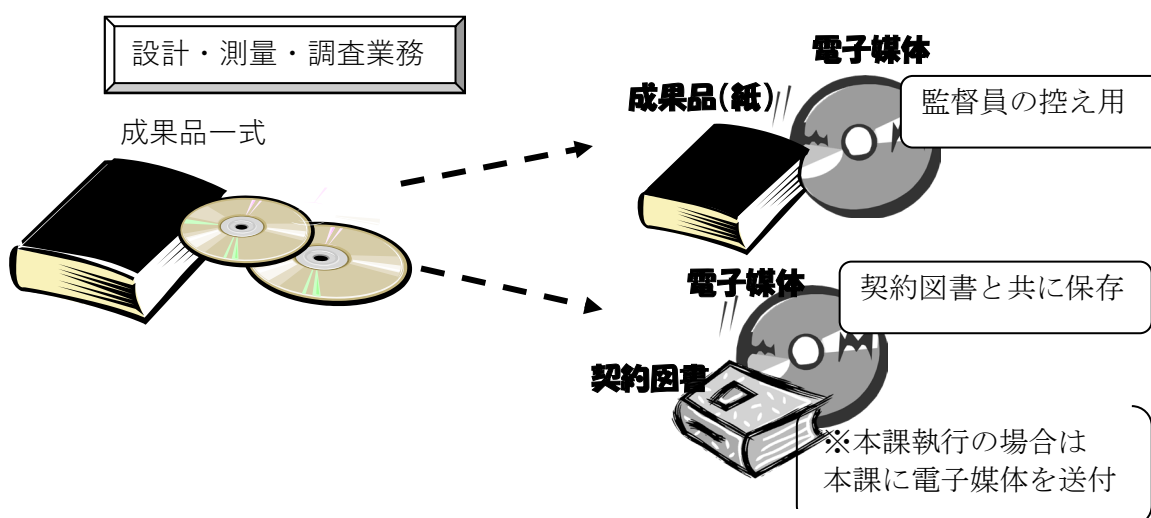 設計・測量・調査業務
成果品一式
電子媒体
成果品(紙)
監督員の控え用
電子媒体
契約図書と共に保存
契約図書
※本課執行の場合は
本課に電子媒体を送付